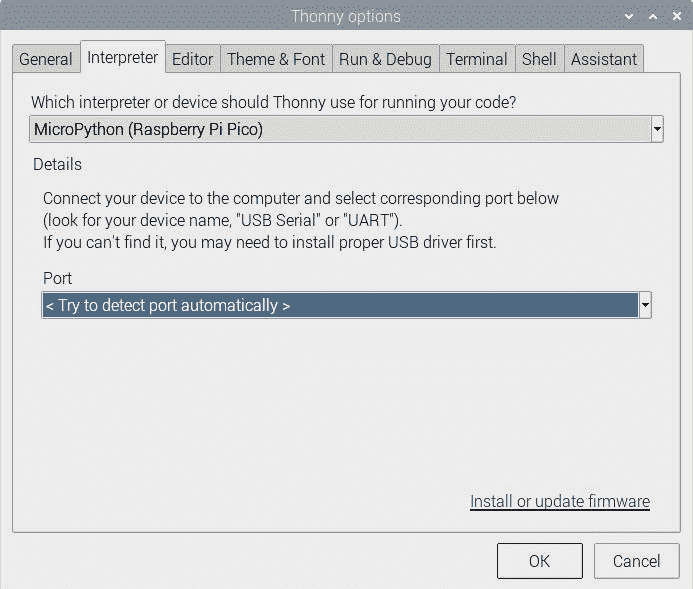 Thonny options
General Interpreter Editor Theme & Font Run & Debug Terminal Shell Assistant
Which interpreter or device should Thonny use for running your code?
MicroPython (Raspberry Pi Pico)
Details
Connect your device to the computer and select corresponding port below
(look for your device name, "USB Serial" or "UART").
If you can't find it, you may need to install proper USB driver first.
Port
< Try to detect port automatically >
Install or update firmware
OK Cancel